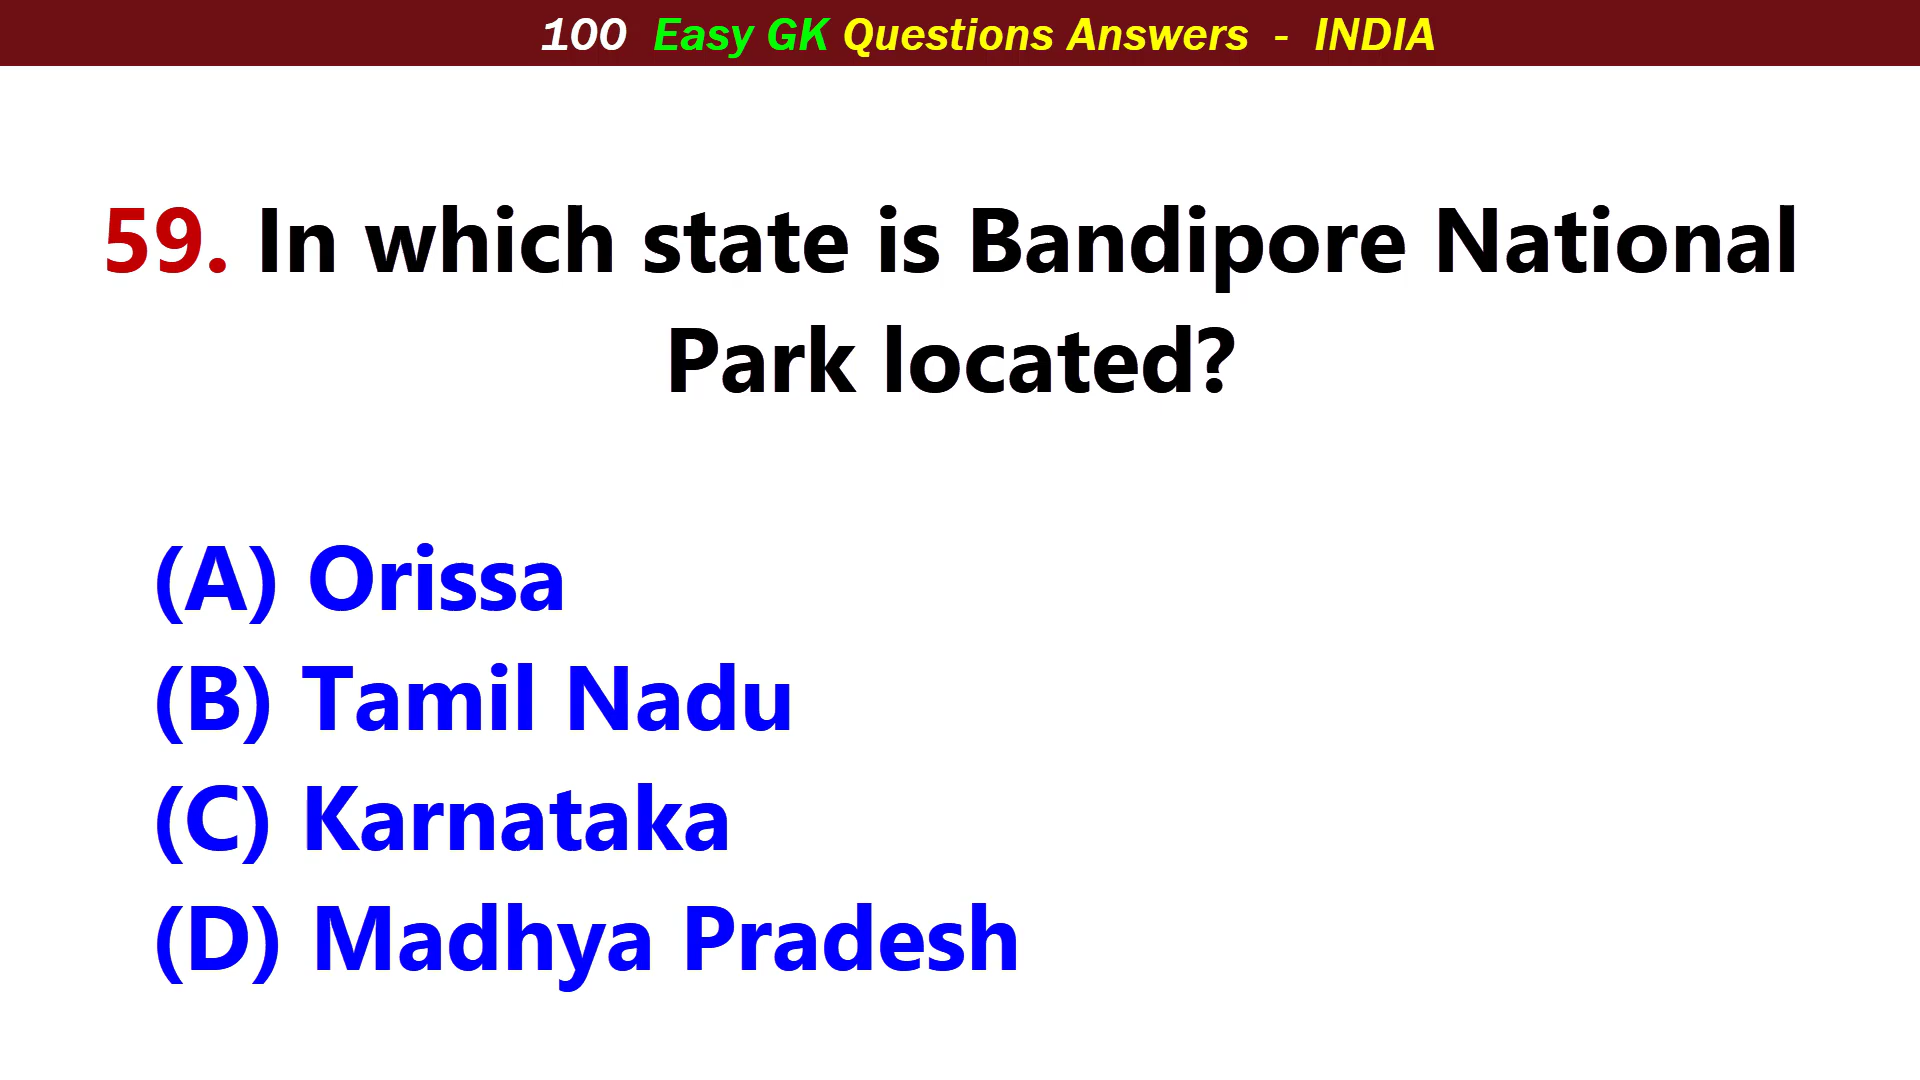 100 Easy GK Questions Answers - INDIA
59. In which state is Bandipore National
Park located?
(A) Orissa
(B) Tamil Nadu
(C) Karnataka
(D) Madhya Pradesh